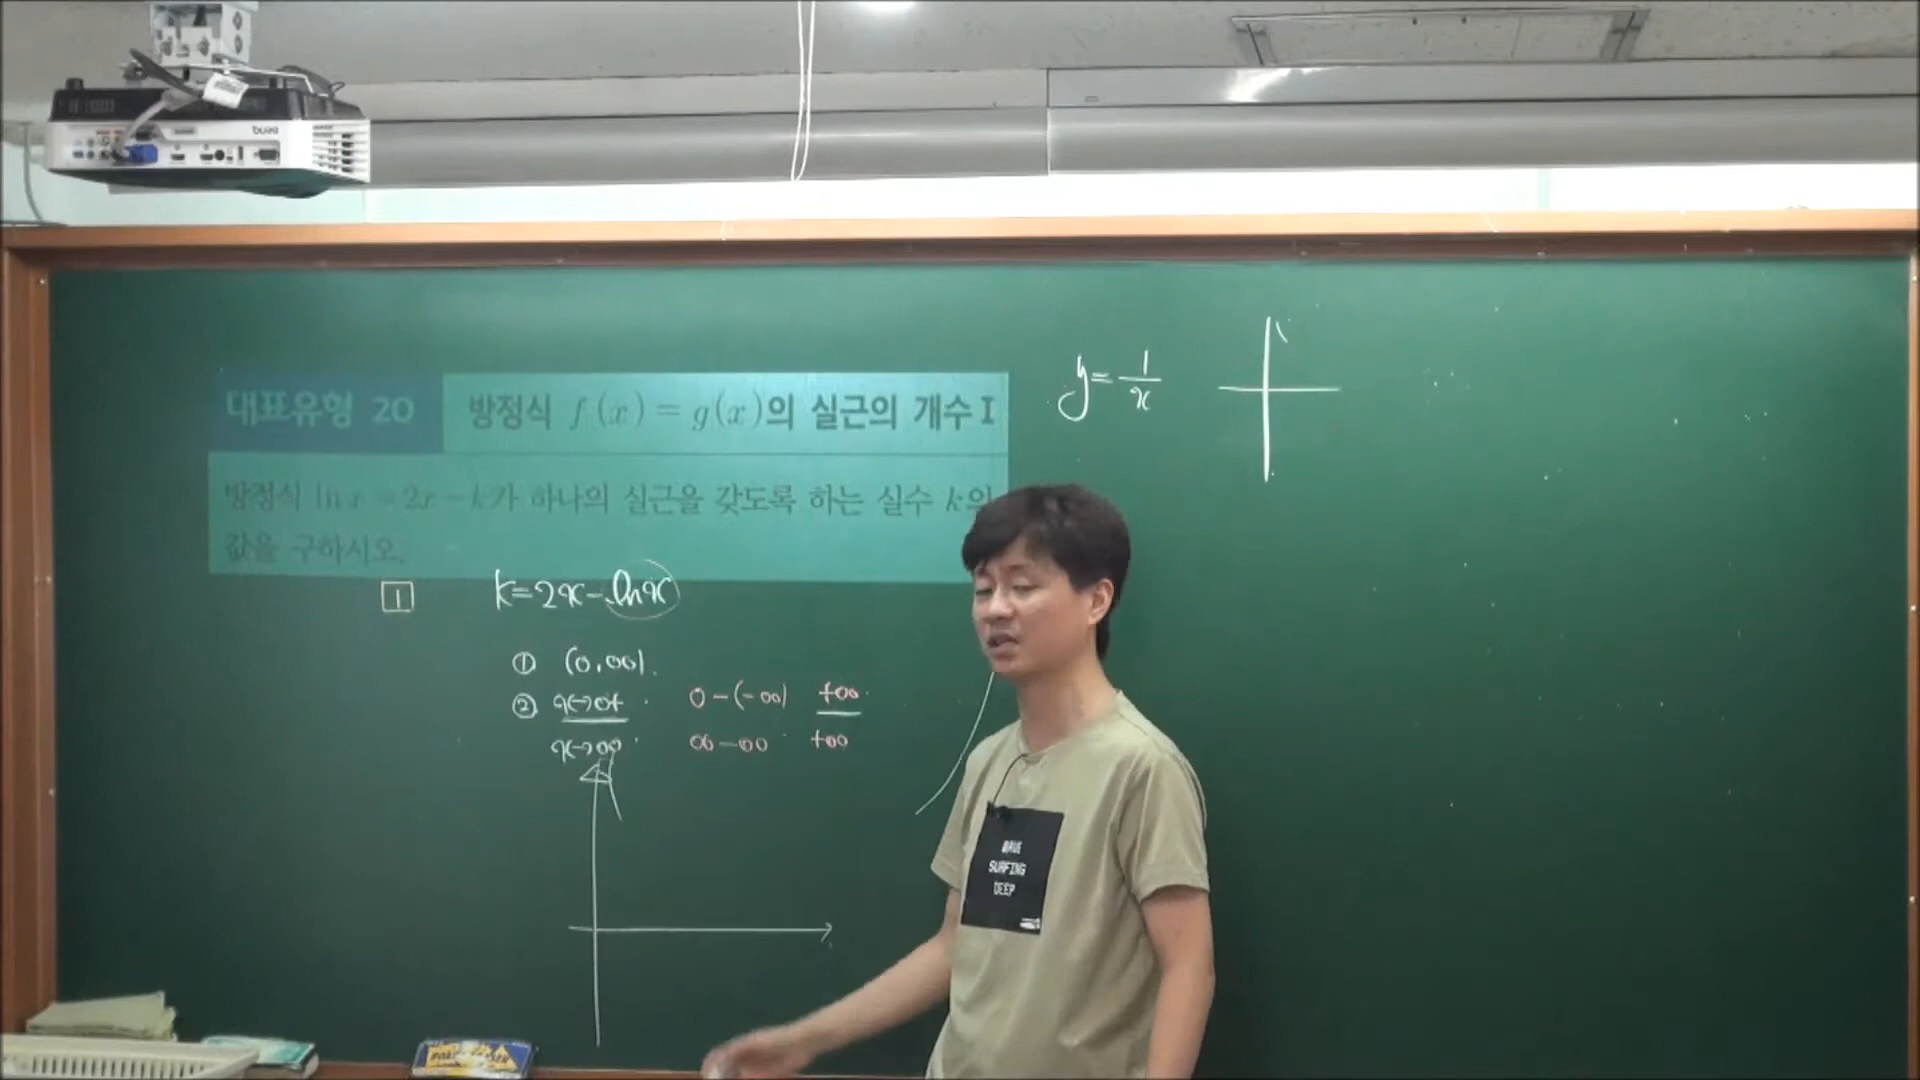 BenQ
대표유형 20 방정식 f(x) = g(x)의 실근의 개수 I
방정식 ln x = 2x - k가 하나의 실근을 갖도록 하는 실수 k의
값을 구하시오.
y = 1/x
1 k=2x-lnx
① (0, ∞).
② x→0+ 0-(-∞) +∞
x→∞ ∞-∞ +∞
SURFING
DEEP